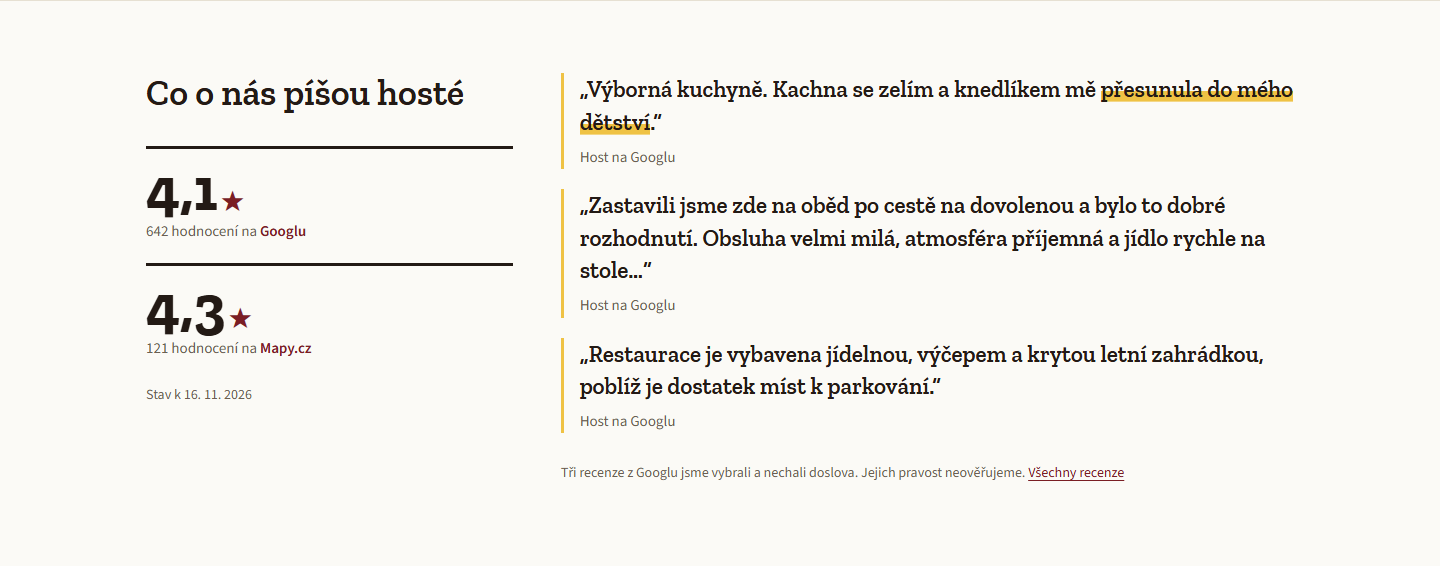 Co o nás píšou hosté
4,1★
642 hodnocení na Googlu
4,3★
121 hodnocení na Mapy.cz
Stav k 16. 11. 2026
„Výborná kuchyně. Kachna se zelím a knedlíkem mě přesunula do mého
dětství.”
Host na Googlu
„Zastavili jsme zde na oběd po cestě na dovolenou a bylo to dobré
rozhodnutí. Obsluha velmi milá, atmosféra příjemná a jídlo rychle na
stole...”
Host na Googlu
„Restaurace je vybavena jídelnou, výčepem a krytou letní zahrádkou,
poblíž je dostatek míst k parkování.”
Host na Googlu
Tři recenze z Googlu jsme vybrali a nechali doslova. Jejich pravost neověřujeme. Všechny recenze